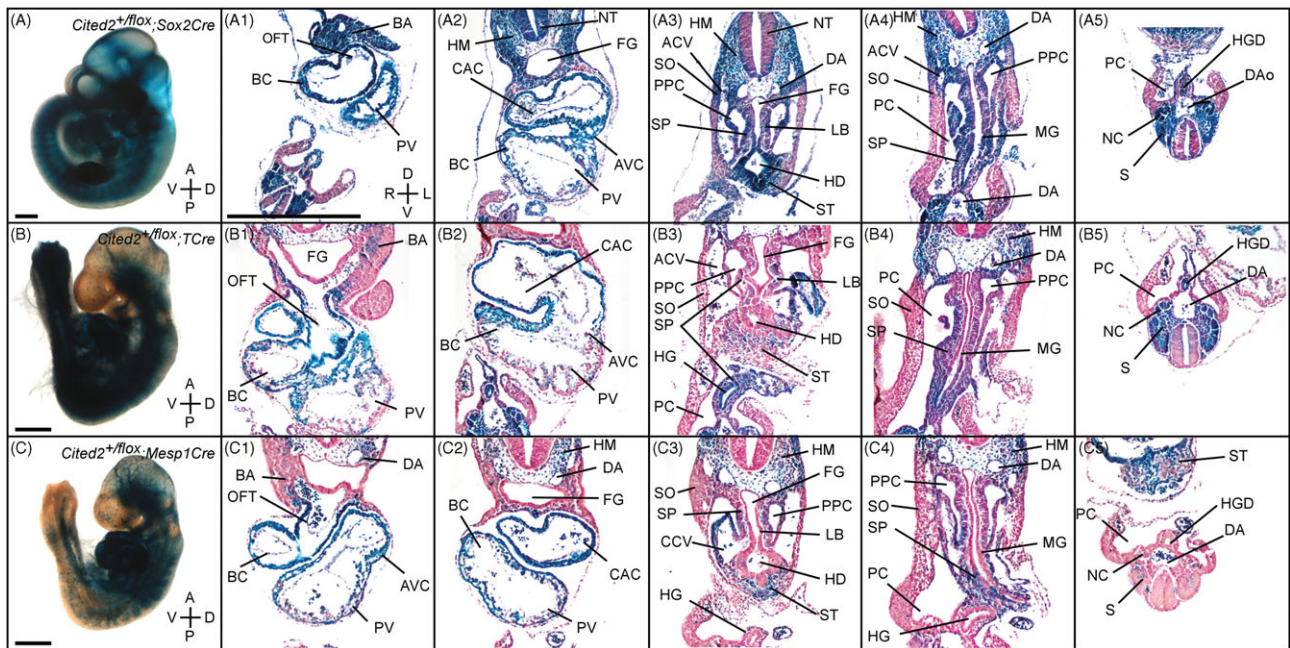 (A) Cited2+/flox;Sox2Cre
A
V D
P
(A1) BA
OFT
BC
PV
D
R L
V
(A2) NT
HM
FG
CAC
BC
AVC
PV
(A3) HM NT
ACV
SO DA
PPC FG
SP LB
HD
ST
(A4) HM DA
ACV PPC
SO
PC
MG
SP
DA
(A5)
HGD
PC
DAo
NC
S
(B) Cited2+/flox;TCre
A
V D
P
(B1) BA
FG
OFT
BC
PV
(B2) CAC
BC
AVC
PV
(B3) FG
ACV
PPC LB
SO
SP
HD
HG
ST
PC
(B4) HM
DA
PC PPC
SO
SP
MG
(B5)
HGD
PC DA
NC
S
(C) Cited2+/flox;Mesp1Cre
A
V D
P
(C1) DA
BA
OFT
BC
AVC
PV
(C2) HM
DA
BC FG
CAC
PV
(C3) HM
SO FG
SP PPC
LB
CCV
HD
HG ST
(C4) HM
PPC DA
SO
SP
MG
PC
HG
C5
ST
HGD
PC DA
NC
S